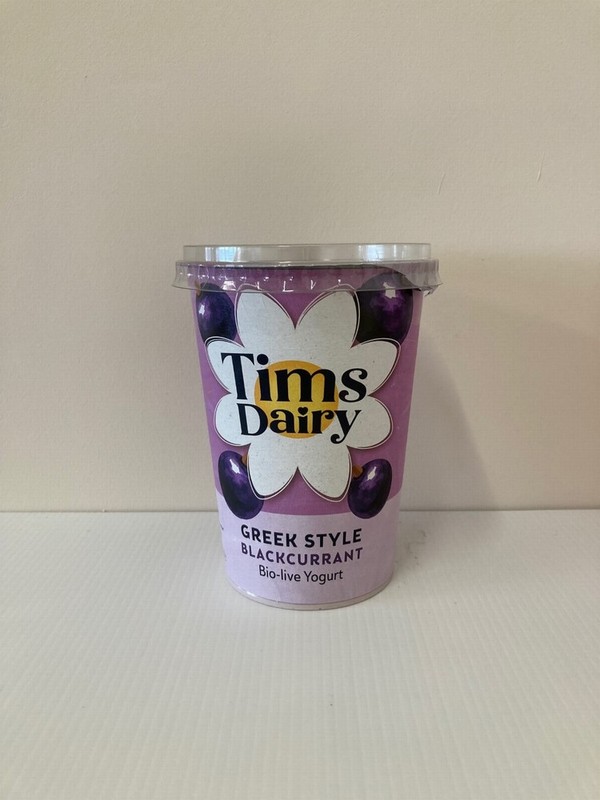 Tims
Dairy
GREEK STYLE
BLACKCURRANT
Bio-live Yogurt